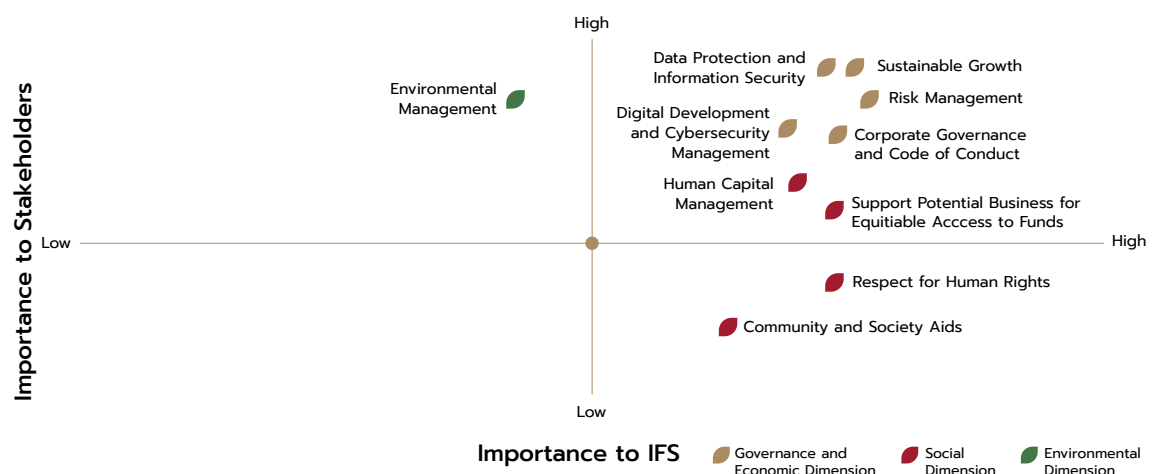 High
Data Protection and
Information Security
Sustainable Growth
Environmental
Management
Risk Management
Digital Development
and Cybersecurity
Management
Corporate Governance
and Code of Conduct
Human Capital
Management
Support Potential Business for
Equitiable Acccess to Funds
Importance to Stakeholders
Low
High
Respect for Human Rights
Community and Society Aids
Low
Importance to IFS
Governance and
Economic Dimension
Social
Dimension
Environmental
Dimension